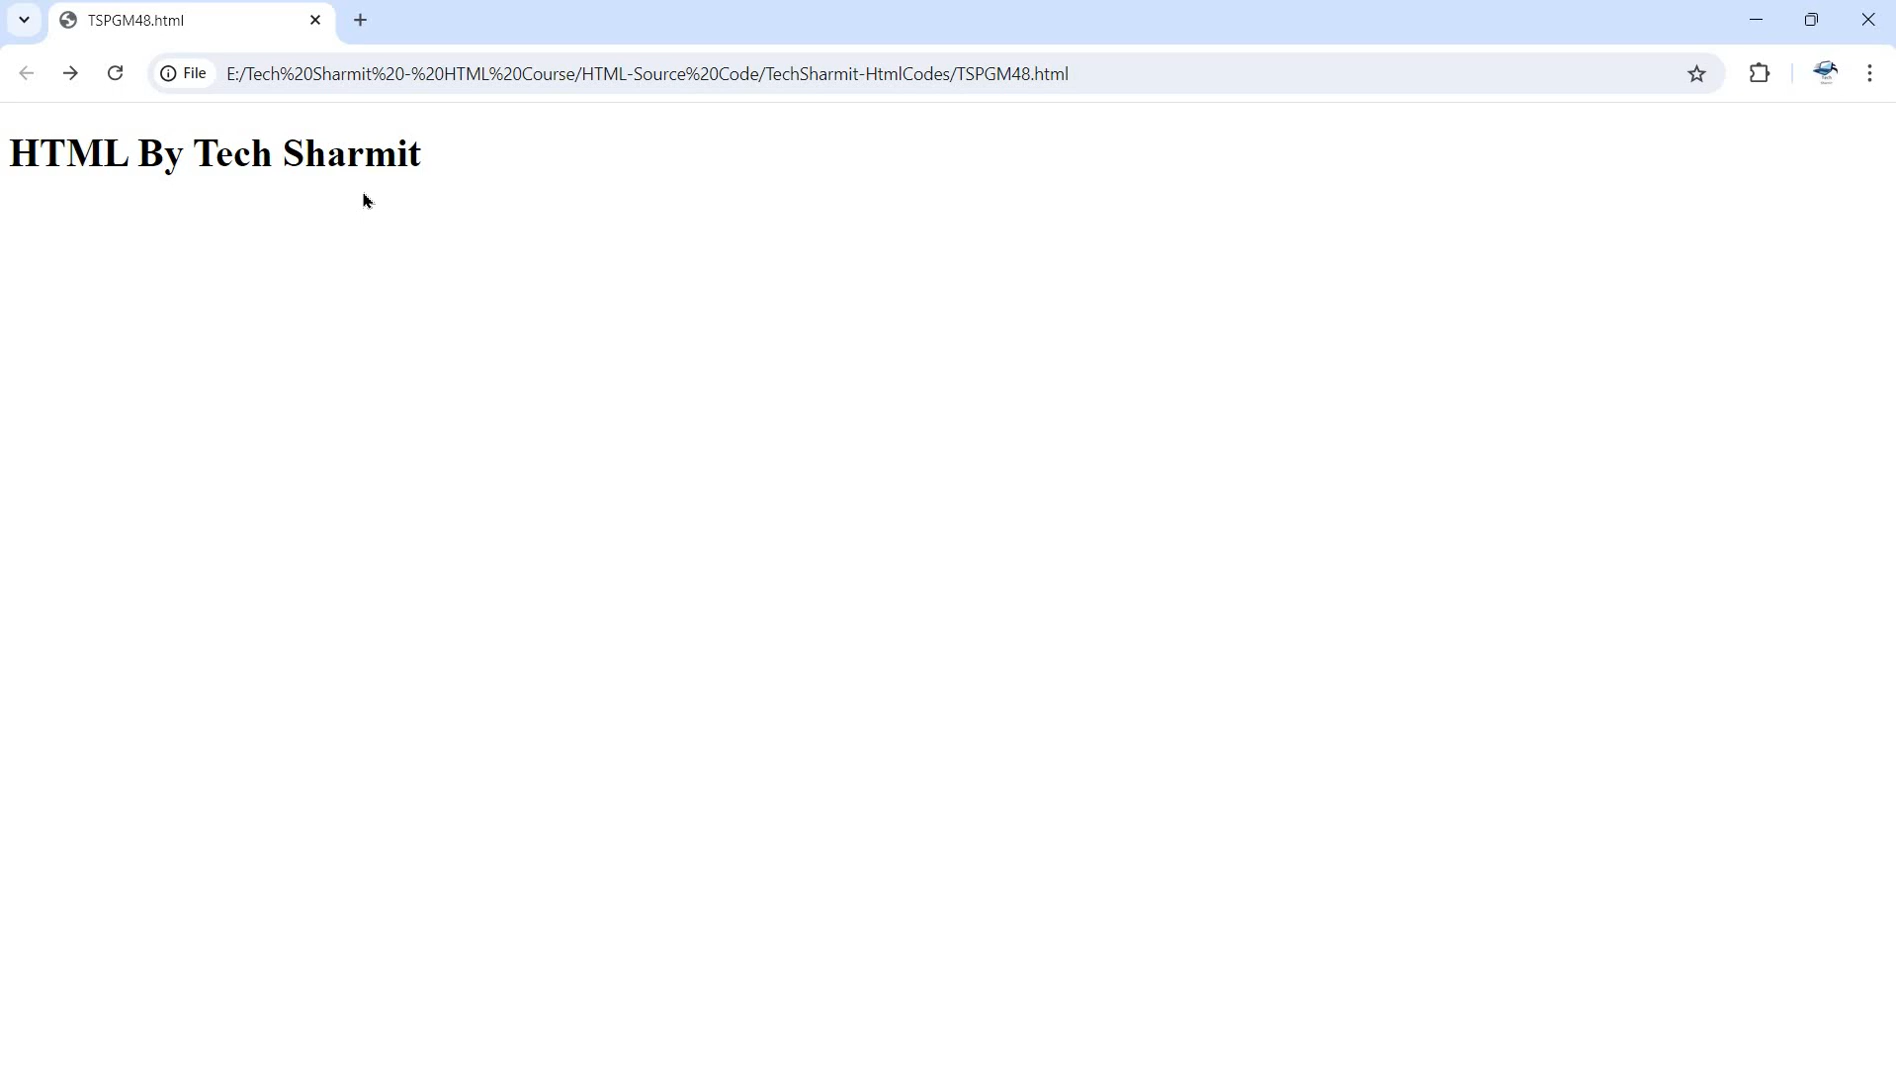 TSPGM48.html
File
E:/Tech%20Sharmit%20-%20HTML%20Course/HTML-Source%20Code/TechSharmit-HtmlCodes/TSPGM48.html
HTML By Tech Sharmit